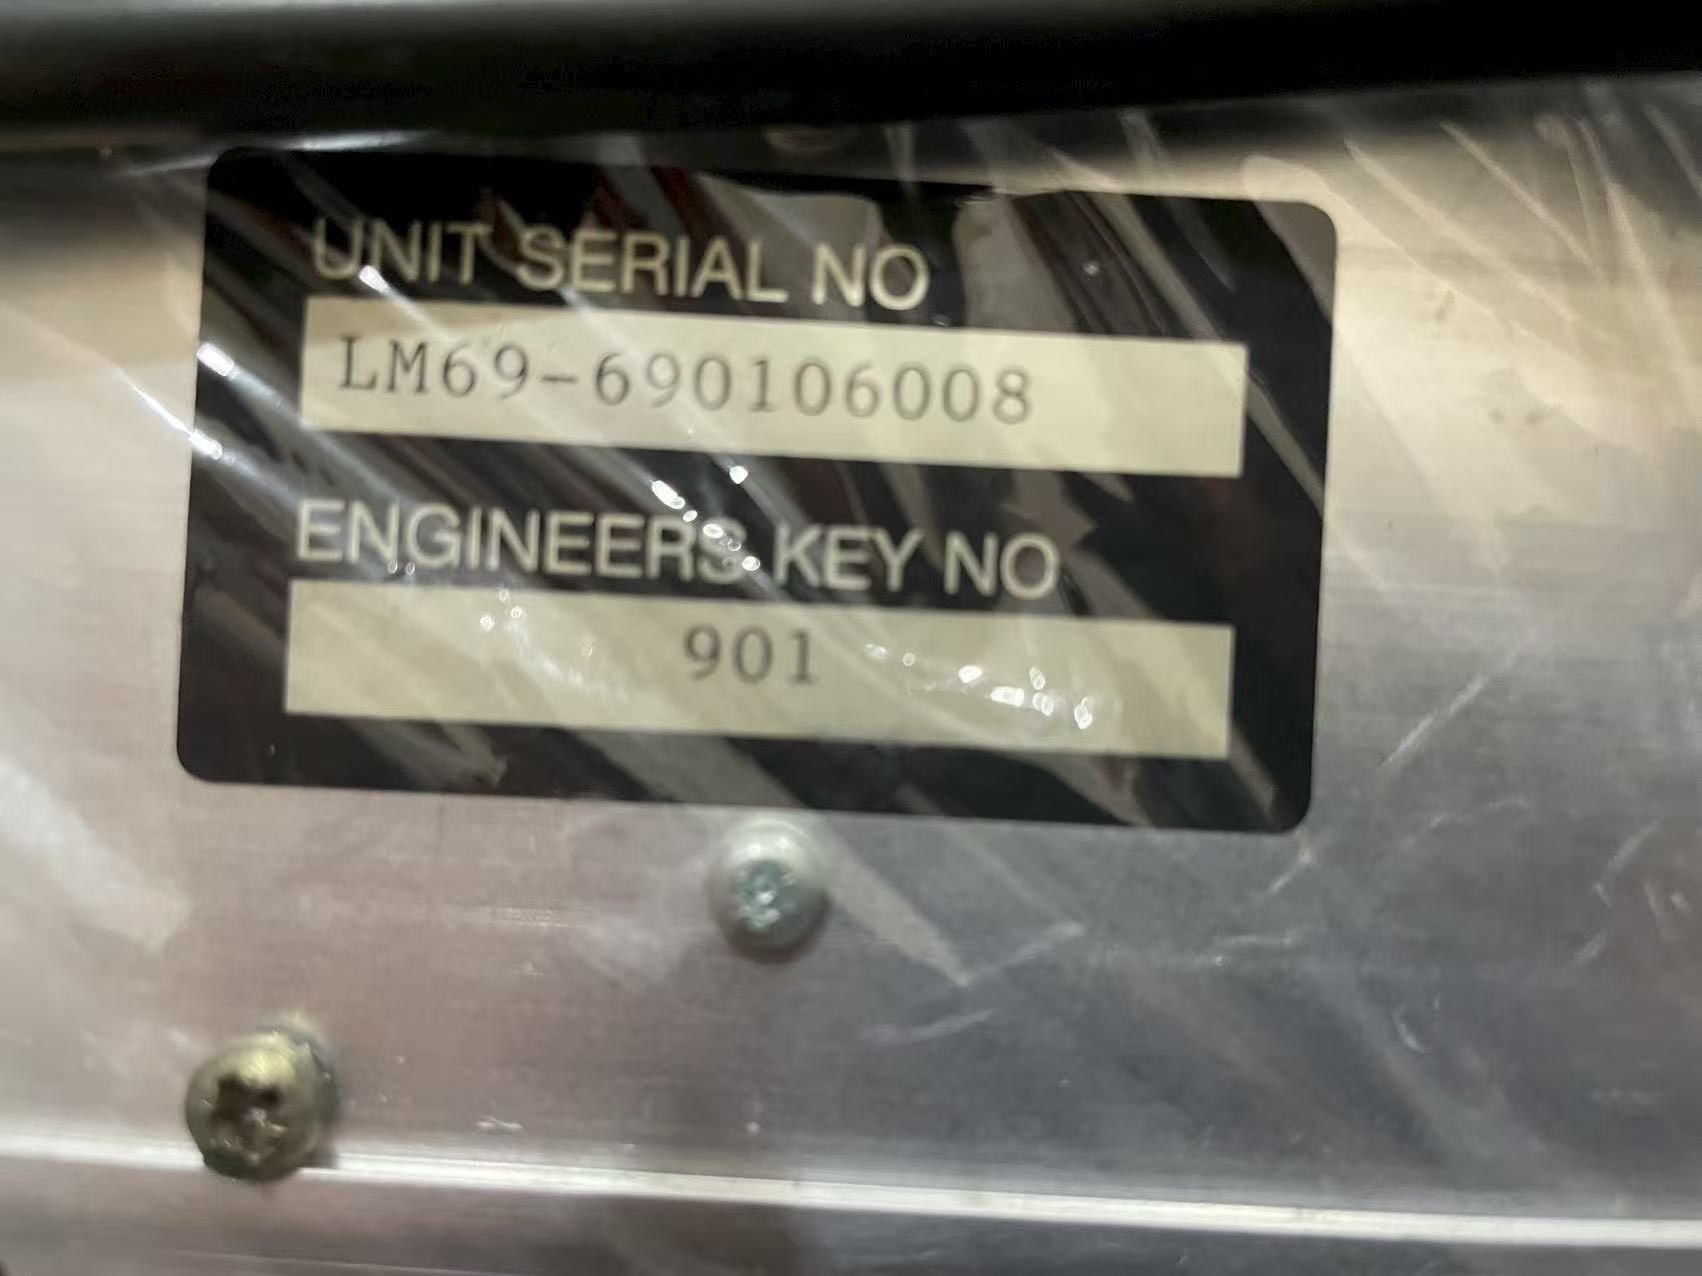 UNIT SERIAL NO
LM69-690106008
ENGINEERS KEY NO
901